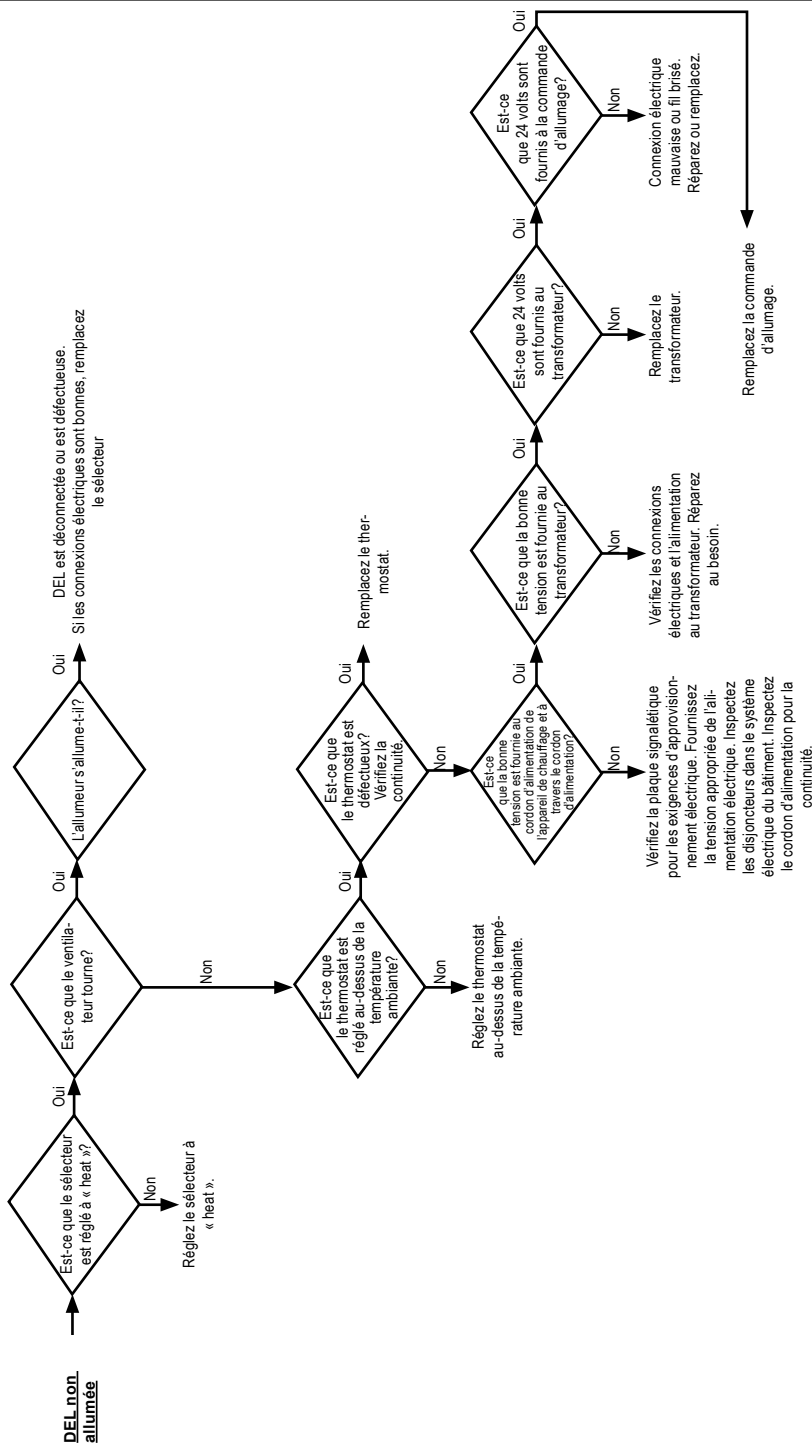 DEL non
allumée
Est-ce que le sélecteur
est réglé à « heat »?
Oui
Non
Réglez le sélecteur à
« heat ».
Est-ce que le ventila-
teur tourne?
Oui
Non
L'allumeur s'allume-t-il?
Oui
DEL est déconnectée ou est défectueuse.
Si les connexions électriques sont bonnes, remplacez
le sélecteur
Est-ce que
le thermostat est
réglé au-dessus de la
température
ambiante?
Oui
Non
Réglez le thermostat
au-dessus de la tempé-
rature ambiante.
Est-ce que
le thermostat est
défectueux?
Vérifiez la
continuité.
Oui
Remplacez le ther-
mostat.
Non
Est-ce
que la bonne
tension est fournie au
cordon d'alimentation de
l'appareil de chauffage et à
travers le cordon
d'alimentation?
Oui
Non
Vérifiez la plaque signalétique
pour les exigences d'approvision-
nement électrique. Fournissez
la tension appropriée de l'ali-
mentation électrique. Inspectez
les disjoncteurs dans le système
électrique du bâtiment. Inspectez
le cordon d'alimentation pour la
continuité.
Est-ce que la bonne
tension est fournie au
transformateur?
Oui
Non
Vérifiez les connexions
électriques et l'alimentation
au transformateur. Réparez
au besoin.
Est-ce que 24 volts
sont fournis au
transformateur?
Oui
Non
Remplacez le
transformateur.
Est-ce
que 24 volts sont
fournis à la commande
d'allumage?
Oui
Non
Connexion électrique
mauvaise ou fil brisé.
Réparez ou remplacez.
Remplacez la commande
d'allumage.